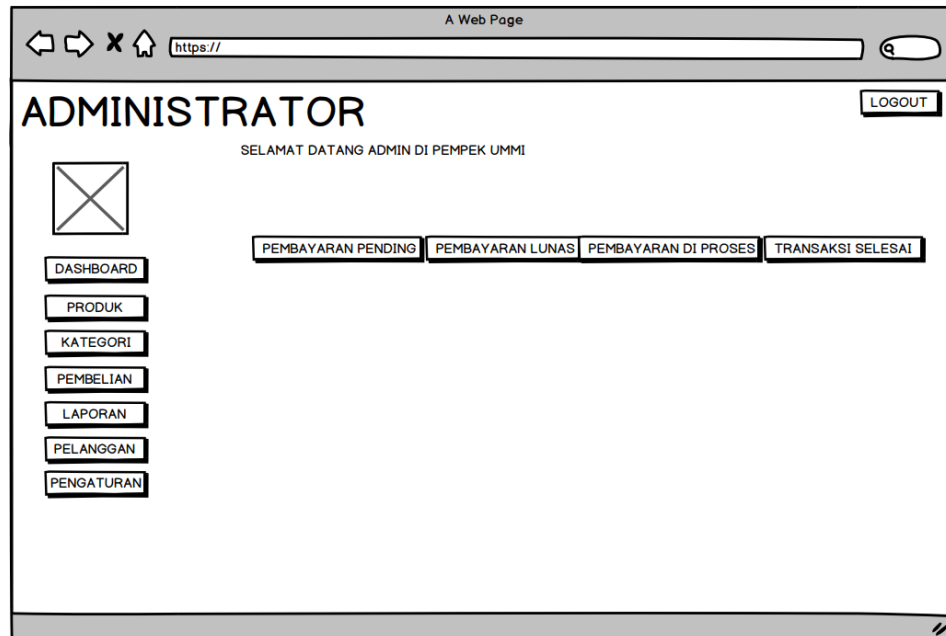 A Web Page
https://
ADMINISTRATOR
LOGOUT
SELAMAT DATANG ADMIN DI PEMPEK UMMI
PEMBAYARAN PENDING PEMBAYARAN LUNAS PEMBAYARAN DI PROSES TRANSAKSI SELESAI
DASHBOARD
PRODUK
KATEGORI
PEMBELIAN
LAPORAN
PELANGGAN
PENGATURAN